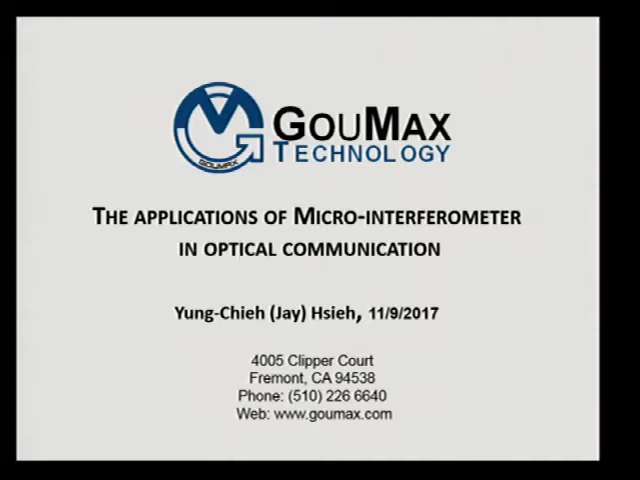 GOUMAX
GOUMAX
TECHNOLOGY
THE APPLICATIONS OF MICRO-INTERFEROMETER
IN OPTICAL COMMUNICATION
Yung-Chieh (Jay) Hsieh, 11/9/2017
4005 Clipper Court
Fremont, CA 94538
Phone: (510) 226 6640
Web: www.goumax.com